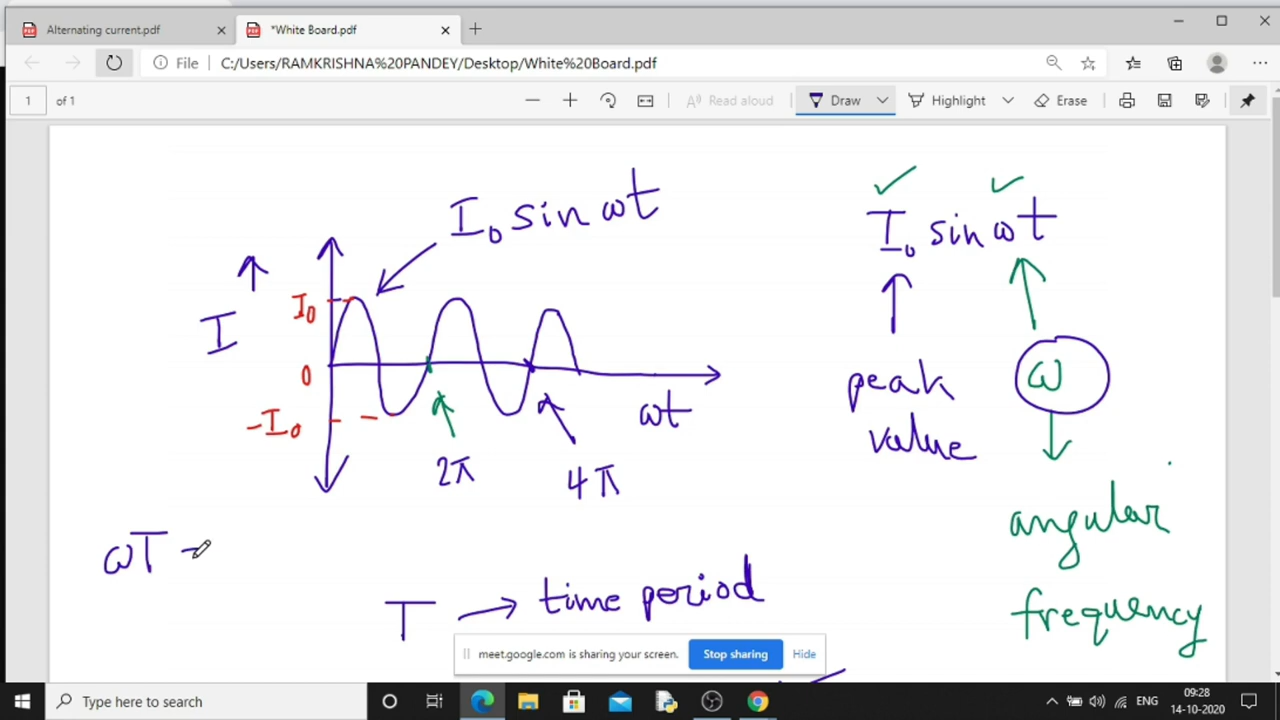 Alternating current.pdf
*White Board.pdf
File
C:/Users/RAMKRISHNA%20PANDEY/Desktop/White%20Board.pdf
1 of 1
Read aloud
Draw
Highlight
Erase
I₀ sin ωt
I₀ sin ωt
I
I₀
0
-I₀
ωt
2π
4π
peak
value
ω
angular
frequency
ωT =
T → time period
meet.google.com is sharing your screen.
Stop sharing
Hide
Type here to search
ENG
09:28
14-10-2020